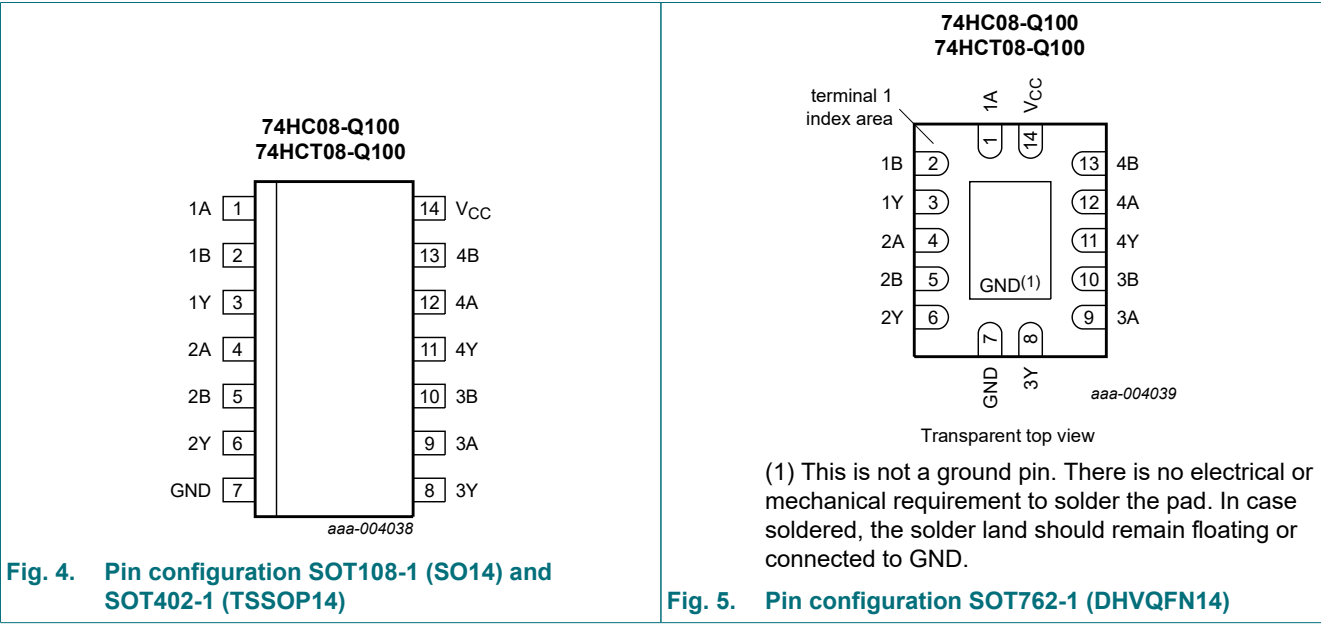 74HC08-Q100
74HCT08-Q100
1A 1
14 VCC
1B 2
13 4B
1Y 3
12 4A
2A 4
11 4Y
2B 5
10 3B
2Y 6
9 3A
GND 7
8 3Y
aaa-004038
Fig. 4. Pin configuration SOT108-1 (SO14) and
SOT402-1 (TSSOP14)
74HC08-Q100
74HCT08-Q100
terminal 1
index area
1A
VCC
1
14
1B 2
13 4B
1Y 3
12 4A
2A 4
11 4Y
2B 5
10 3B
2Y 6
9 3A
GND(1)
7
8
GND
3Y
aaa-004039
Transparent top view
(1) This is not a ground pin. There is no electrical or
mechanical requirement to solder the pad. In case
soldered, the solder land should remain floating or
connected to GND.
Fig. 5. Pin configuration SOT762-1 (DHVQFN14)